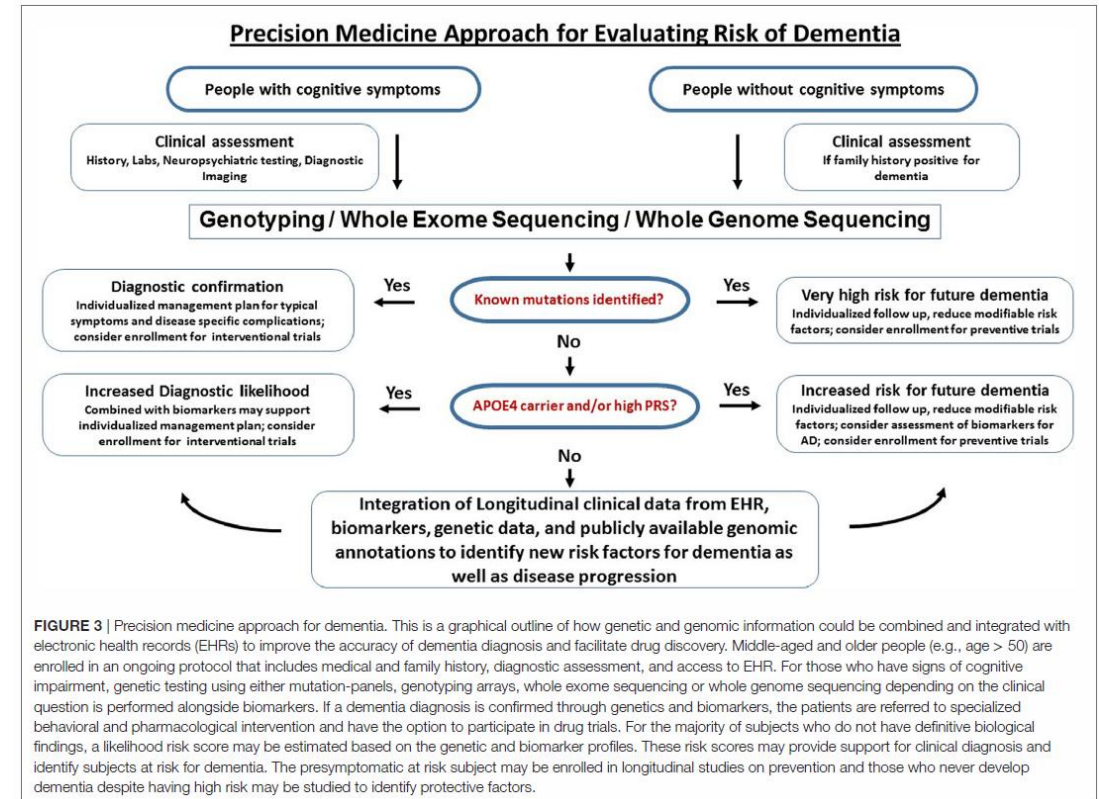 Precision Medicine Approach for Evaluating Risk of Dementia
People with cognitive symptoms
People without cognitive symptoms
Clinical assessment
History, Labs, Neuropsychiatric testing, Diagnostic
Imaging
Clinical assessment
If family history positive for
dementia
Genotyping / Whole Exome Sequencing / Whole Genome Sequencing
Diagnostic confirmation
Individualized management plan for typical
symptoms and disease specific complications;
consider enrollment for interventional trials
Yes
Known mutations identified?
Yes
Very high risk for future dementia
Individualized follow up, reduce modifiable risk
factors; consider enrollment for preventive trials
No
Increased Diagnostic likelihood
Combined with biomarkers may support
individualized management plan; consider
enrollment for interventional trials
Yes
APOE4 carrier and/or high PRS?
Yes
Increased risk for future dementia
Individualized follow up, reduce modifiable risk
factors; consider assessment of biomarkers for
AD; consider enrollment for preventive trials
No
Integration of Longitudinal clinical data from EHR,
biomarkers, genetic data, and publicly available genomic
annotations to identify new risk factors for dementia as
well as disease progression
FIGURE 3 | Precision medicine approach for dementia. This is a graphical outline of how genetic and genomic information could be combined and integrated with
electronic health records (EHRs) to improve the accuracy of dementia diagnosis and facilitate drug discovery. Middle-aged and older people (e.g., age > 50) are
enrolled in an ongoing protocol that includes medical and family history, diagnostic assessment, and access to EHR. For those who have signs of cognitive
impairment, genetic testing using either mutation-panels, genotyping arrays, whole exome sequencing or whole genome sequencing depending on the clinical
question is performed alongside biomarkers. If a dementia diagnosis is confirmed through genetics and biomarkers, the patients are referred to specialized
behavioral and pharmacological intervention and have the option to participate in drug trials. For the majority of subjects who do not have definitive biological
findings, a likelihood risk score may be estimated based on the genetic and biomarker profiles. These risk scores may provide support for clinical diagnosis and
identify subjects at risk for dementia. The presymptomatic at risk subject may be enrolled in longitudinal studies on prevention and those who never develop
dementia despite having high risk may be studied to identify protective factors.